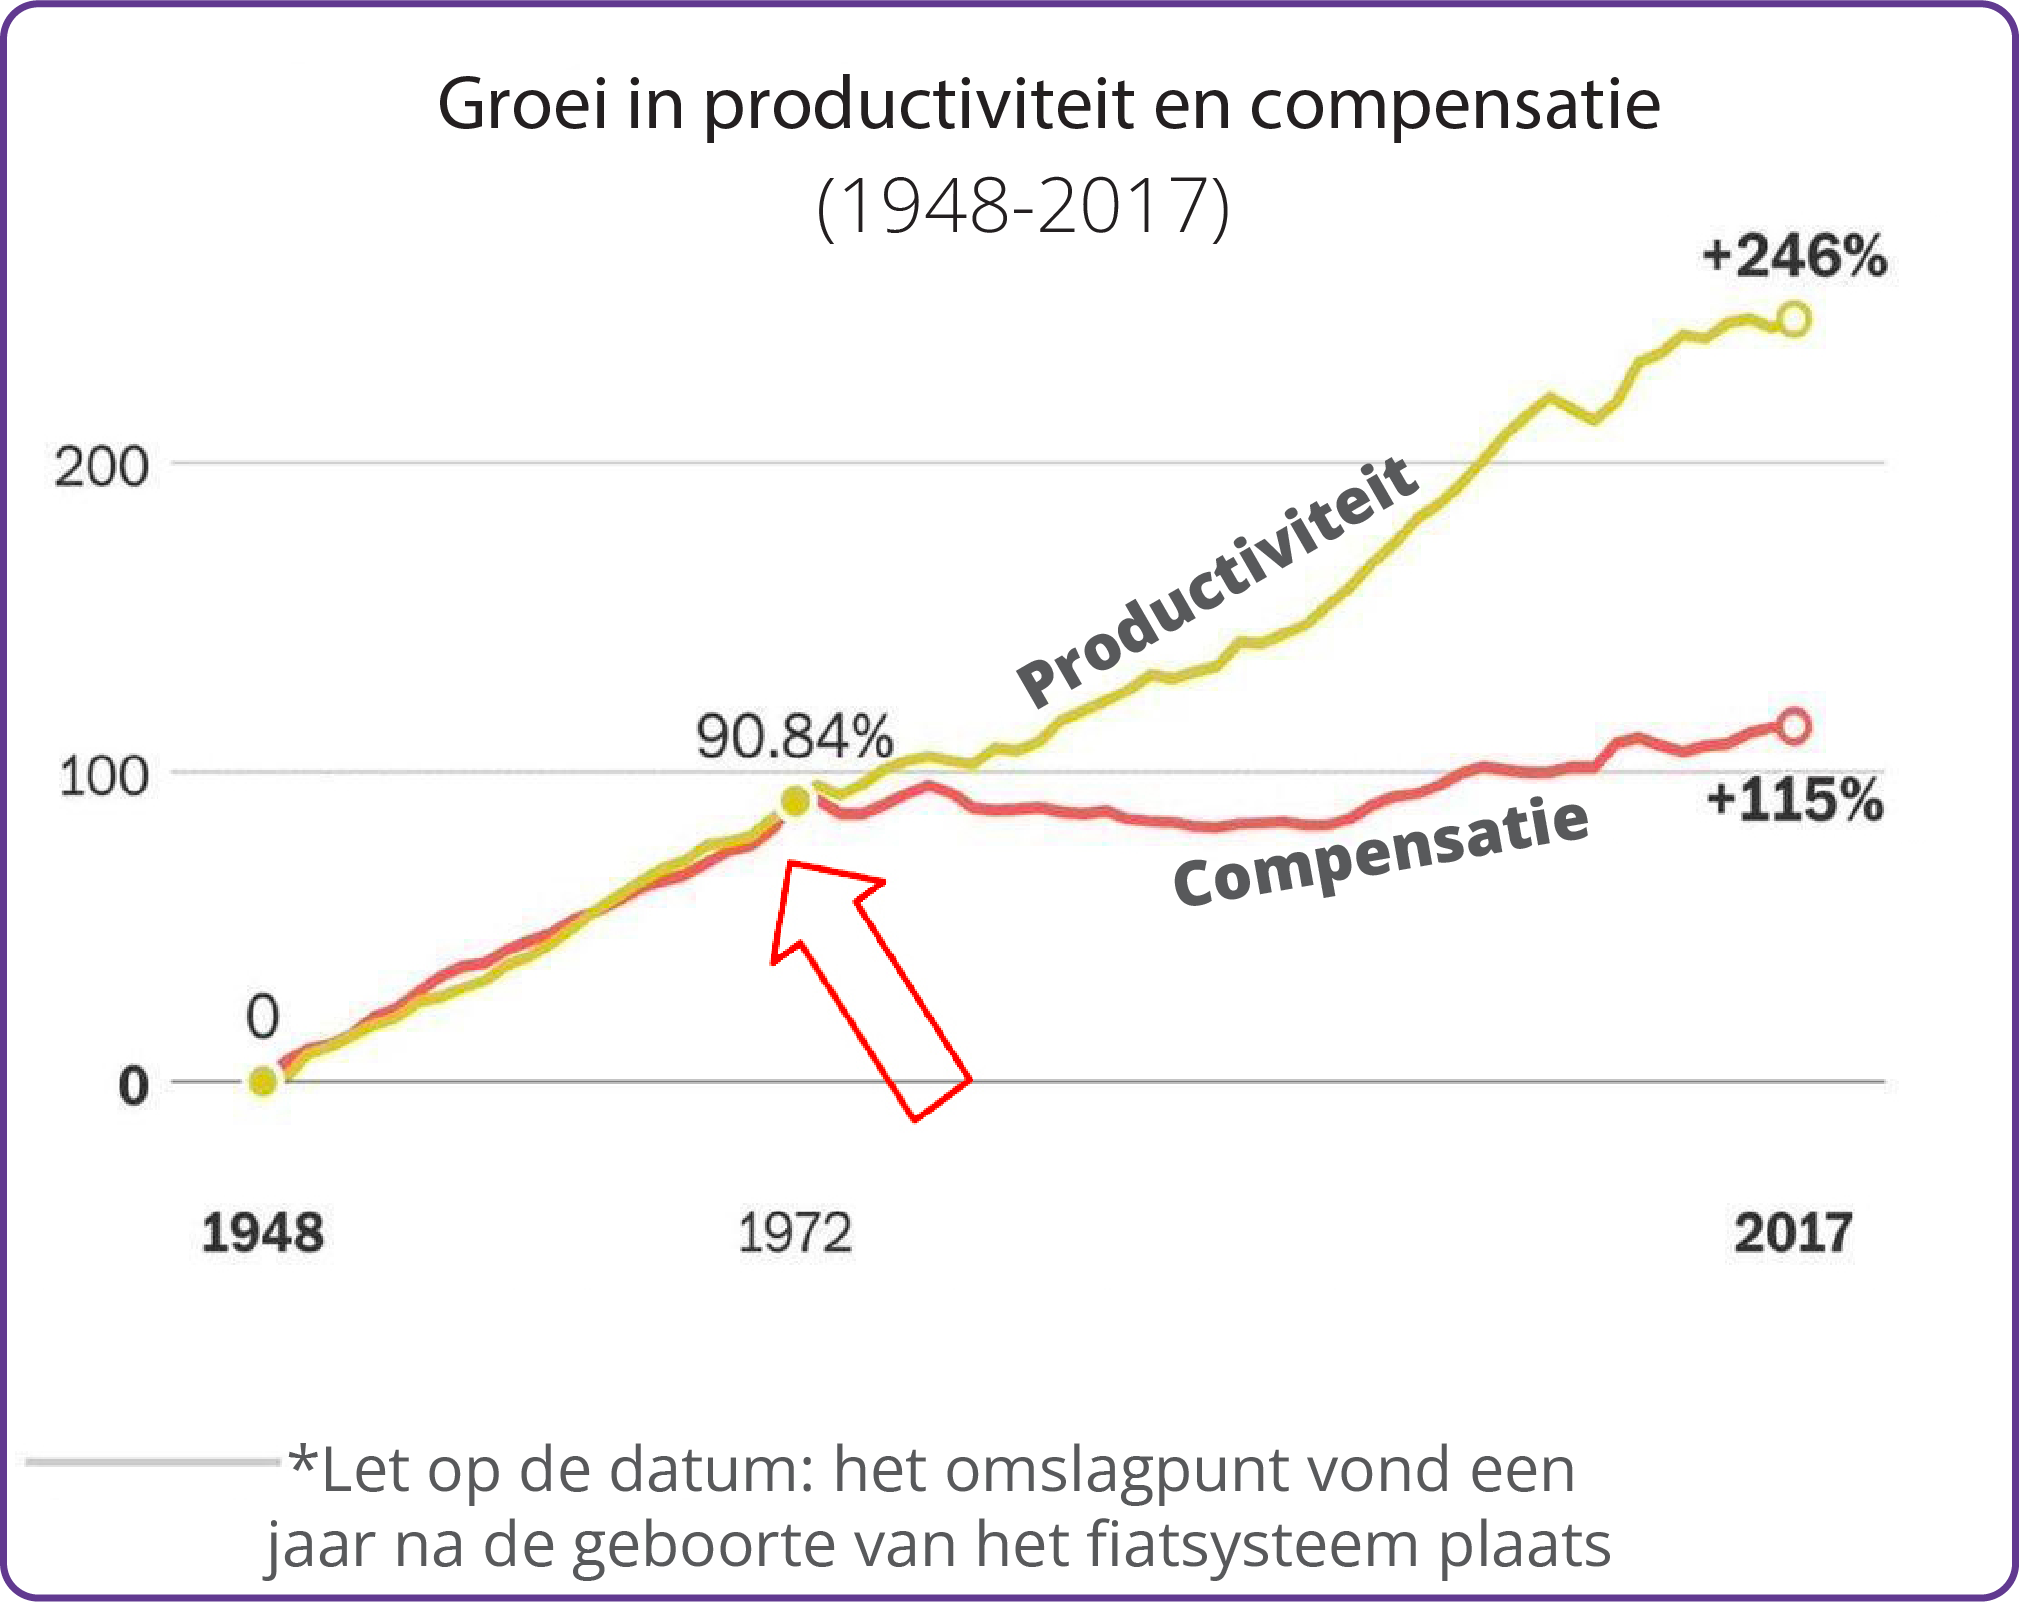 Groei in productiviteit en compensatie
(1948-2017)
+246%
200
Productiviteit
90.84%
100
+115%
Compensatie
0
0
1948
1972
2017
*Let op de datum: het omslagpunt vond een
jaar na de geboorte van het fiatsysteem plaats